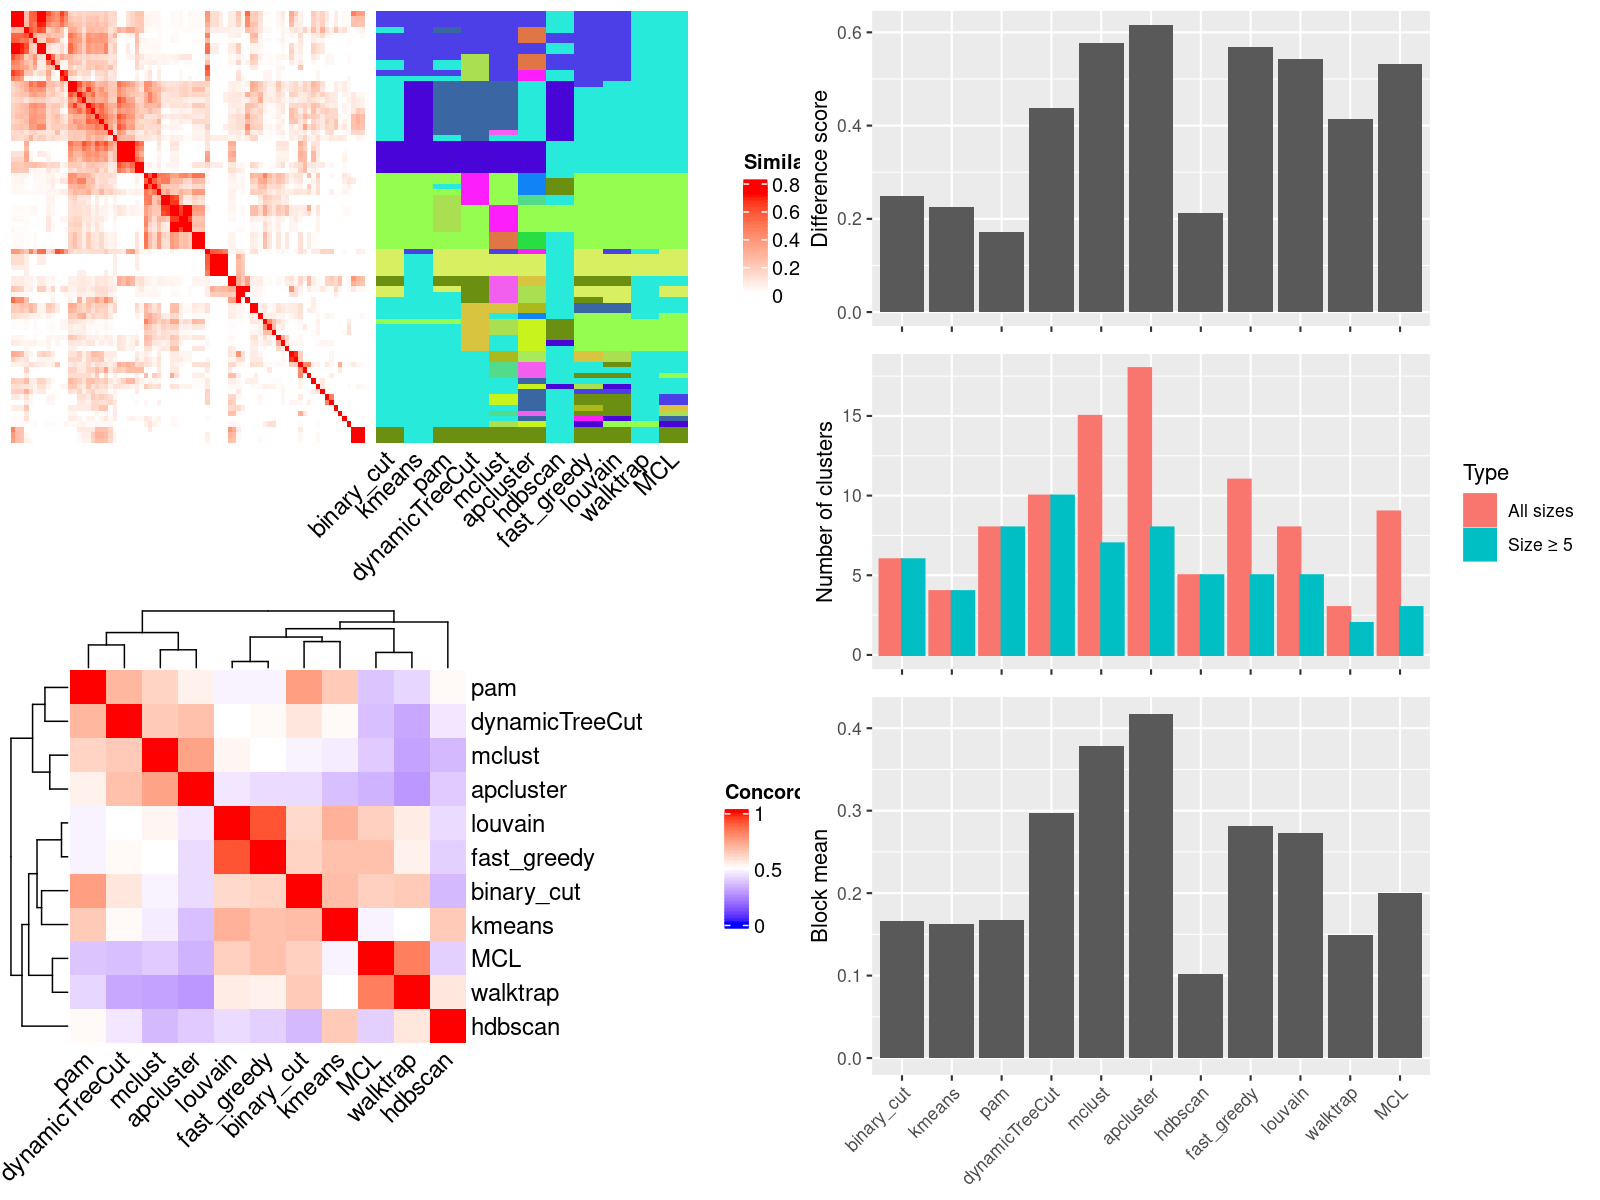 Simila
0.8
0.6
0.4
0.2
0
binary_cut
kmeans
pam
dynamicTreeCut
mclust
apcluster
hdbscan
fast_greedy
louvain
walktrap
MCL
pam
dynamicTreeCut
mclust
apcluster
louvain
fast_greedy
binary_cut
kmeans
MCL
walktrap
hdbscan
Concord
1
0.5
0
pam
dynamicTreeCut
mclust
apcluster
louvain
fast_greedy
binary_cut
kmeans
MCL
walktrap
hdbscan
Difference score
0.6
0.4
0.2
0.0
Number of clusters
15
10
5
0
Type
All sizes
Size ≥ 5
Block mean
0.4
0.3
0.2
0.1
0.0
binary_cut
kmeans
pam
dynamicTreeCut
mclust
apcluster
hdbscan
fast_greedy
louvain
walktrap
MCL